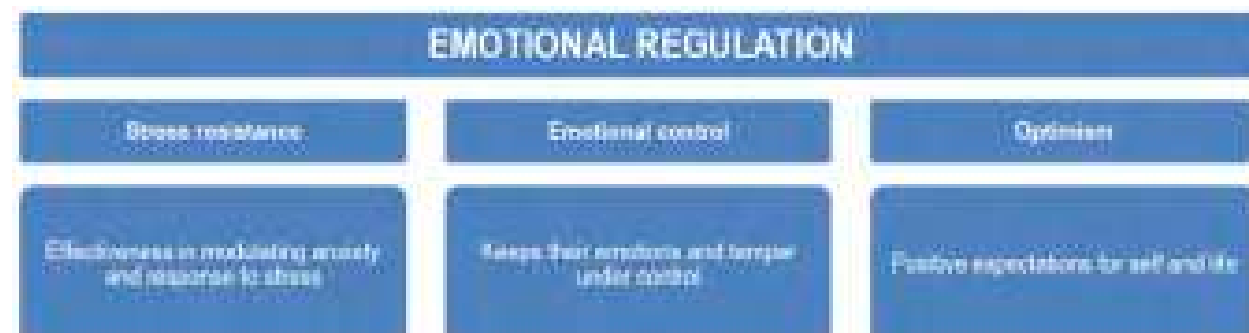 EMOTIONAL REGULATION
Stress resistance
Emotional control
Optimism
Effectiveness in modulating anxiety
and response to stress
Keeps their emotions and temper
under control
Positive expectations for self and life